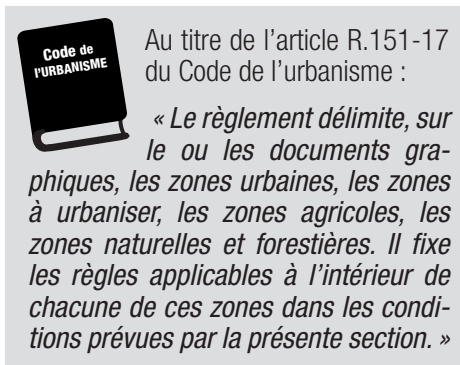 Code de
l'URBANISME
Au titre de l'article R.151-17
du Code de l'urbanisme :
« Le règlement délimite, sur
le ou les documents gra-
phiques, les zones urbaines, les zones
à urbaniser, les zones agricoles, les
zones naturelles et forestières. Il fixe
les règles applicables à l'intérieur de
chacune de ces zones dans les condi-
tions prévues par la présente section. »